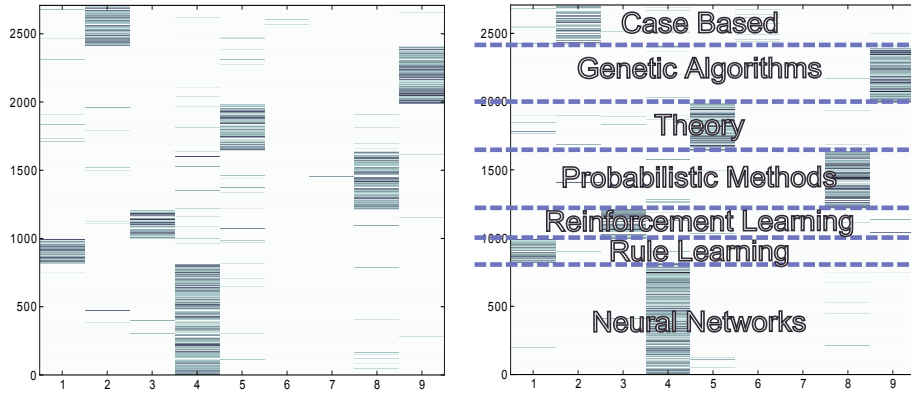 2500
2000
1500
1000
500
0
1 2 3 4 5 6 7 8 9
2500
2000
1500
1000
500
0
1 2 3 4 5 6 7 8 9
Case Based
Genetic Algorithms
Theory
Probabilistic Methods
Reinforcement Learning
Rule Learning
Neural Networks